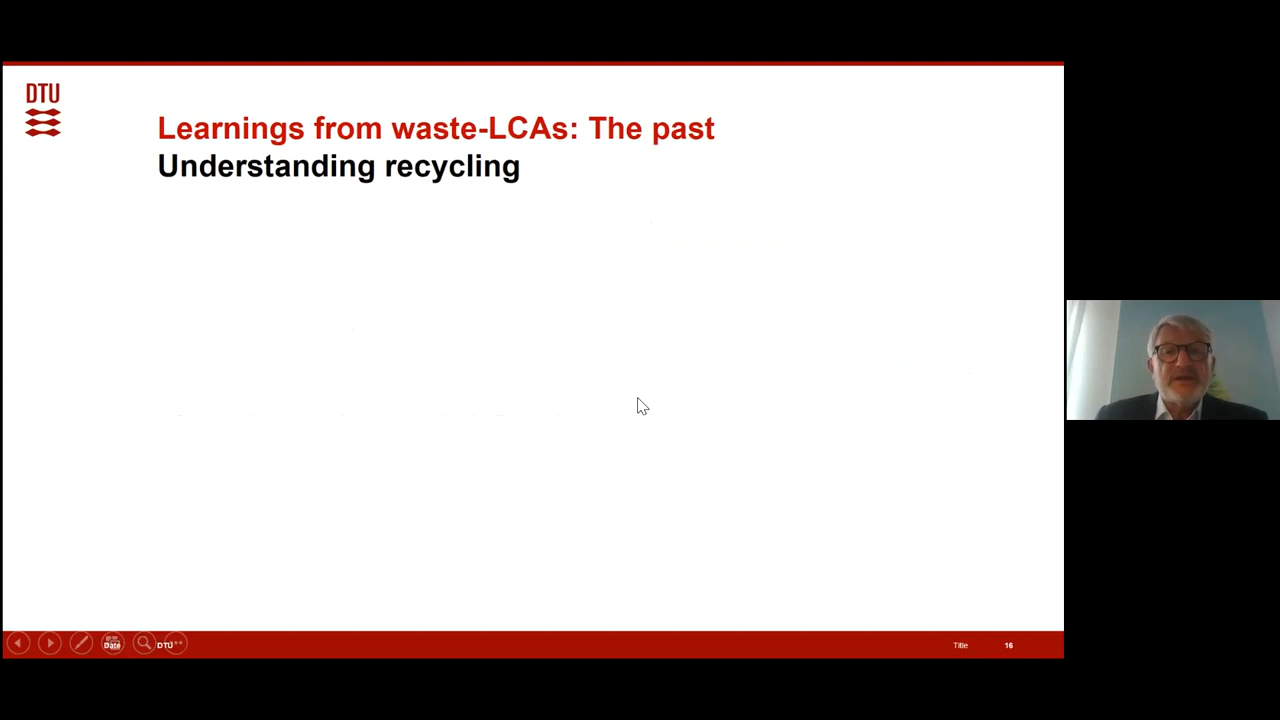 DTU
Learnings from waste-LCAs: The past
Understanding recycling
Date
DTU
Title
16